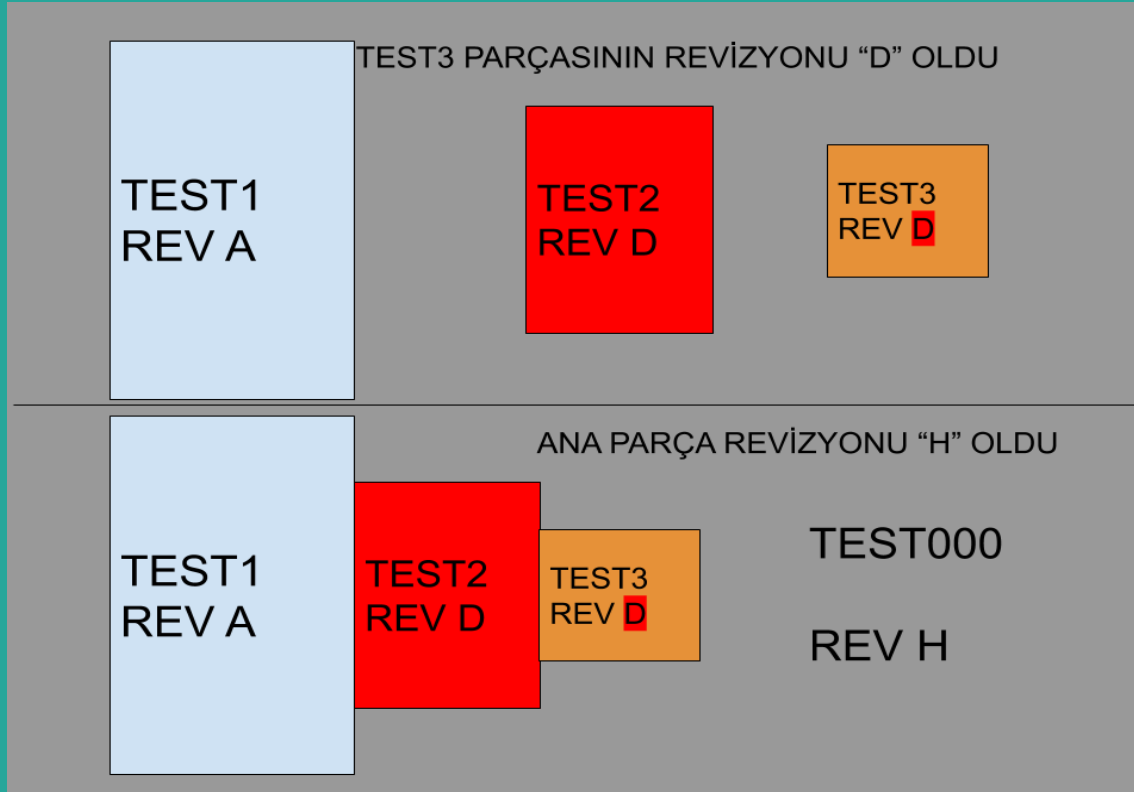 TEST3 PARÇASININ REVİZYONU “D” OLDU
TEST1
REV A
TEST2
REV D
TEST3
REV D
ANA PARÇA REVİZYONU “H” OLDU
TEST1
REV A
TEST2
REV D
TEST3
REV D
TEST000
REV H